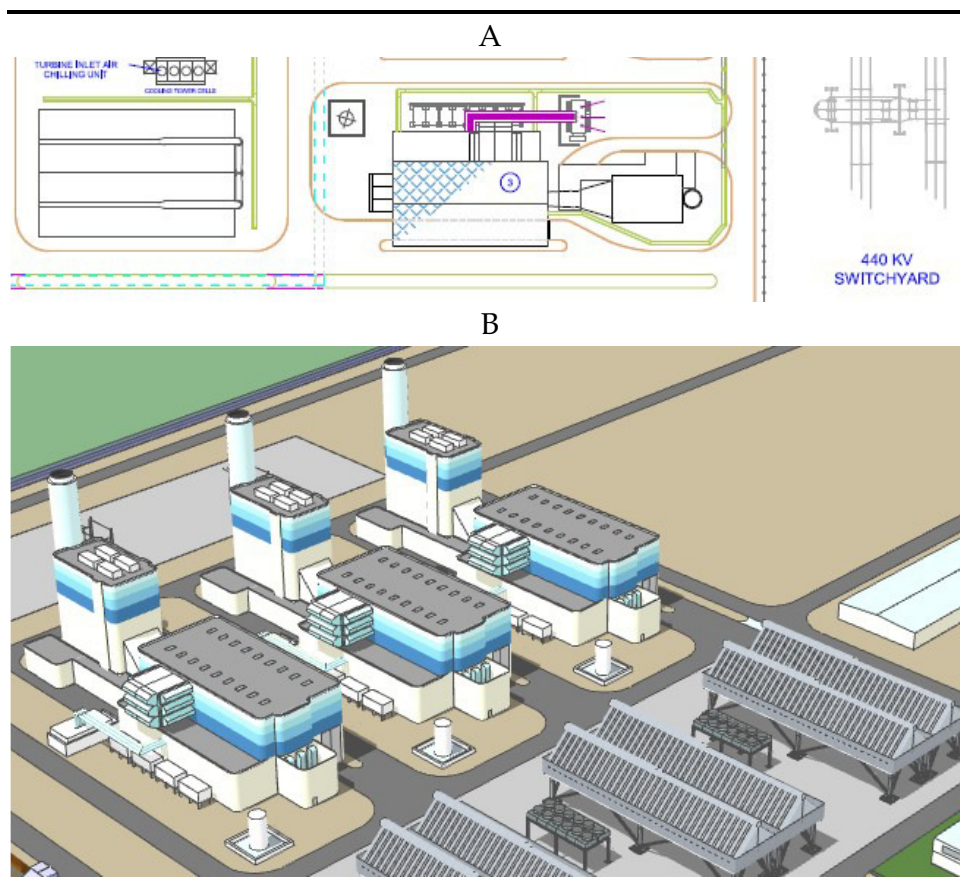 A
TURBINE INLET AIR
CHILLING UNIT
COOLING TOWER CELLS
3
440 KV
SWITCHYARD
B